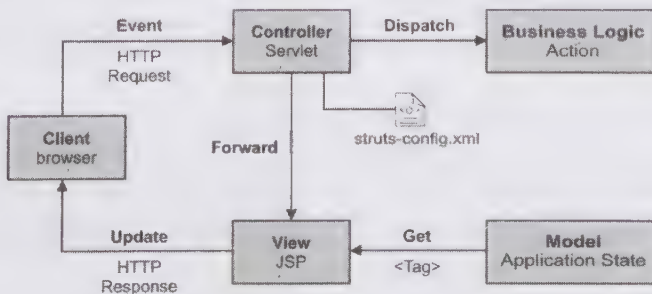 Event
HTTP
Request
Controller
Servlet
Dispatch
Business Logic
Action
struts-config.xml
Client
browser
Forward
Update
HTTP
Response
View
JSP
Get
<Tag>
Model
Application State